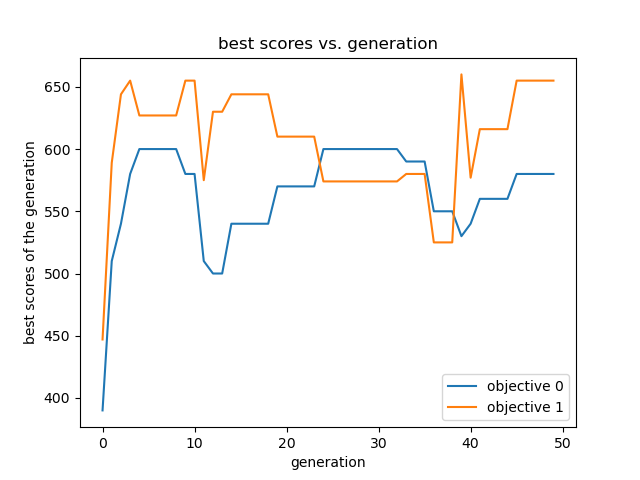 best scores vs. generation
best scores of the generation
650
600
550
500
450
400
0 10 20 30 40 50
generation
objective 0
objective 1